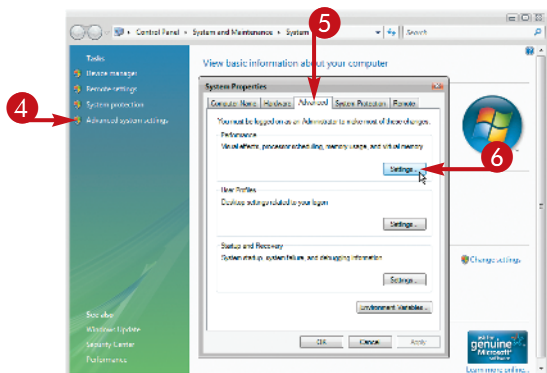 5
Control Panel ▸ System and Maintenance ▸ System
Search
Tasks
Device manager
Remote settings
System protection
4
Advanced system settings
See also
Windows Update
Security Center
Performance
View basic information about your computer
System Properties
Computer Name
Hardware
Advanced
System Protection
Remote
You must be logged on as an Administrator to make most of these changes.
Performance
Visual effects, processor scheduling, memory usage, and virtual memory
6
Settings...
User Profiles
Desktop settings related to your logon
Settings...
Startup and Recovery
System startup, system failure, and debugging information
Settings...
Environment Variables...
OK
Cancel
Apply
Change settings
ask for
genuine
Microsoft
software
Learn more online...